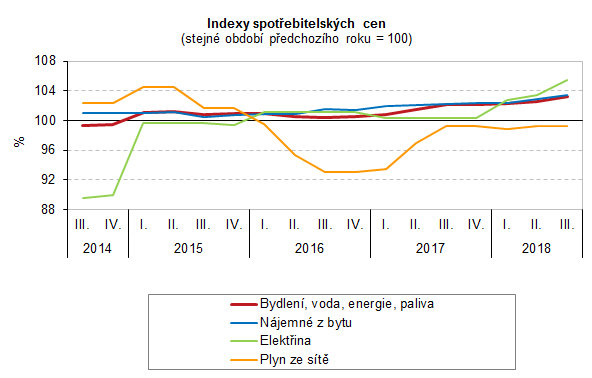 Indexy spotřebitelských cen
(stejné období předchozího roku = 100)
108
104
100
96
92
88
%
III. IV. I. II. III. IV. I. II. III. IV. I. II. III. IV. I. II. III.
2014 2015 2016 2017 2018
Bydlení, voda, energie, paliva
Nájemné z bytu
Elektřina
Plyn ze sítě